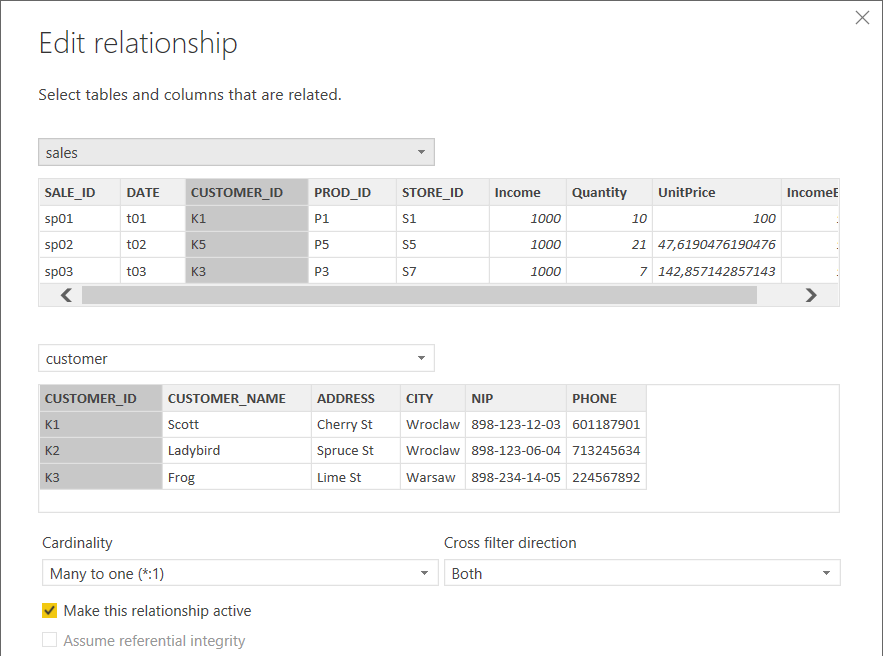 Edit relationship
Select tables and columns that are related.
sales
SALE_ID DATE CUSTOMER_ID PROD_ID STORE_ID Income Quantity UnitPrice IncomeE
sp01 t01 K1 P1 S1 1000 10 100
sp02 t02 K5 P5 S5 1000 21 47,6190476190476
sp03 t03 K3 P3 S7 1000 7 142,857142857143
customer
CUSTOMER_ID CUSTOMER_NAME ADDRESS CITY NIP PHONE
K1 Scott Cherry St Wroclaw 898-123-12-03 601187901
K2 Ladybird Spruce St Wroclaw 898-123-06-04 713245634
K3 Frog Lime St Warsaw 898-234-14-05 224567892
Cardinality Cross filter direction
Many to one (*:1) Both
Make this relationship active
Assume referential integrity